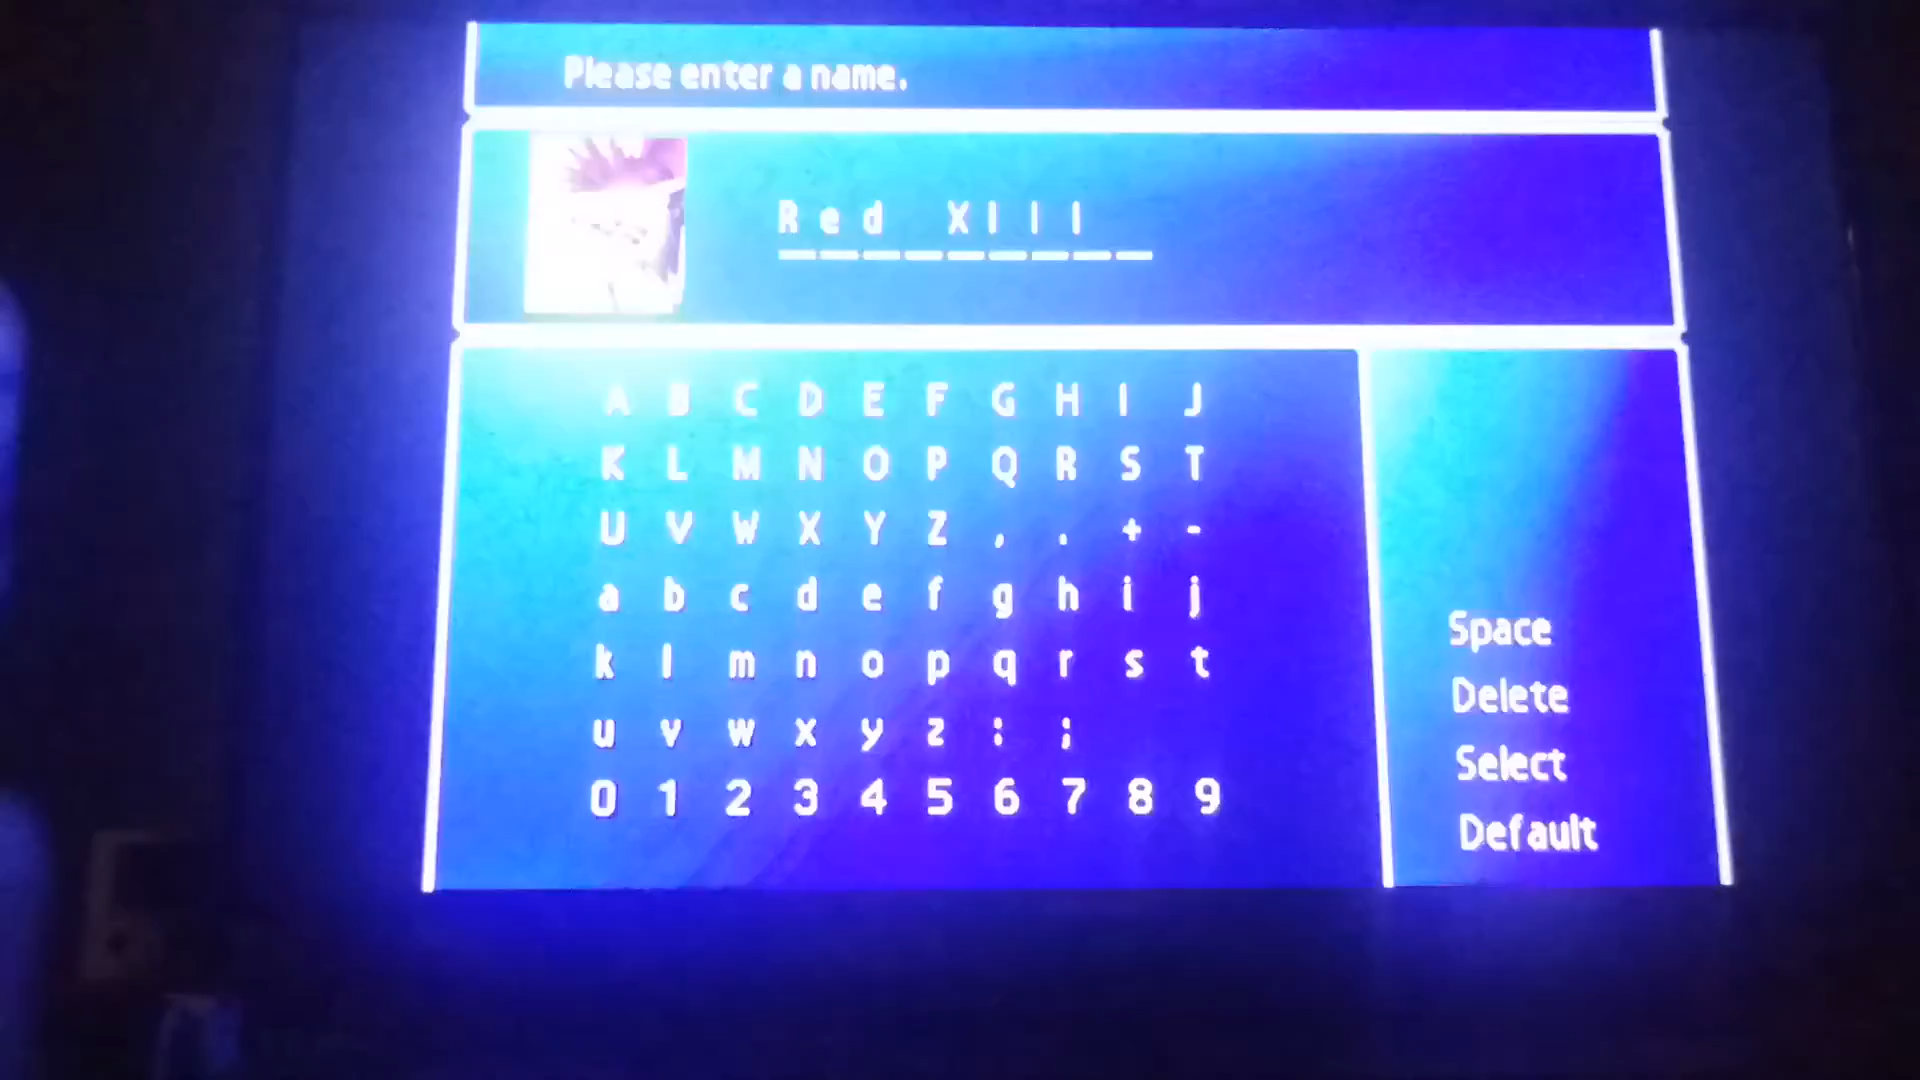 Please enter a name.
Red XIII
A B C D E F G H I J
K L M N O P Q R S T
U V W X Y Z , . + -
a b c d e f g h i j
k l m n o p q r s t
u v w x y z : ;
0 1 2 3 4 5 6 7 8 9
Space
Delete
Select
Default